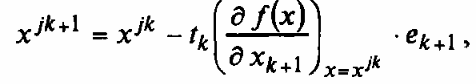 x^{jk+1} = x^{jk} − t_k (∂ f(x) / ∂ x_{k+1})_{x=x^{jk}} · e_{k+1},